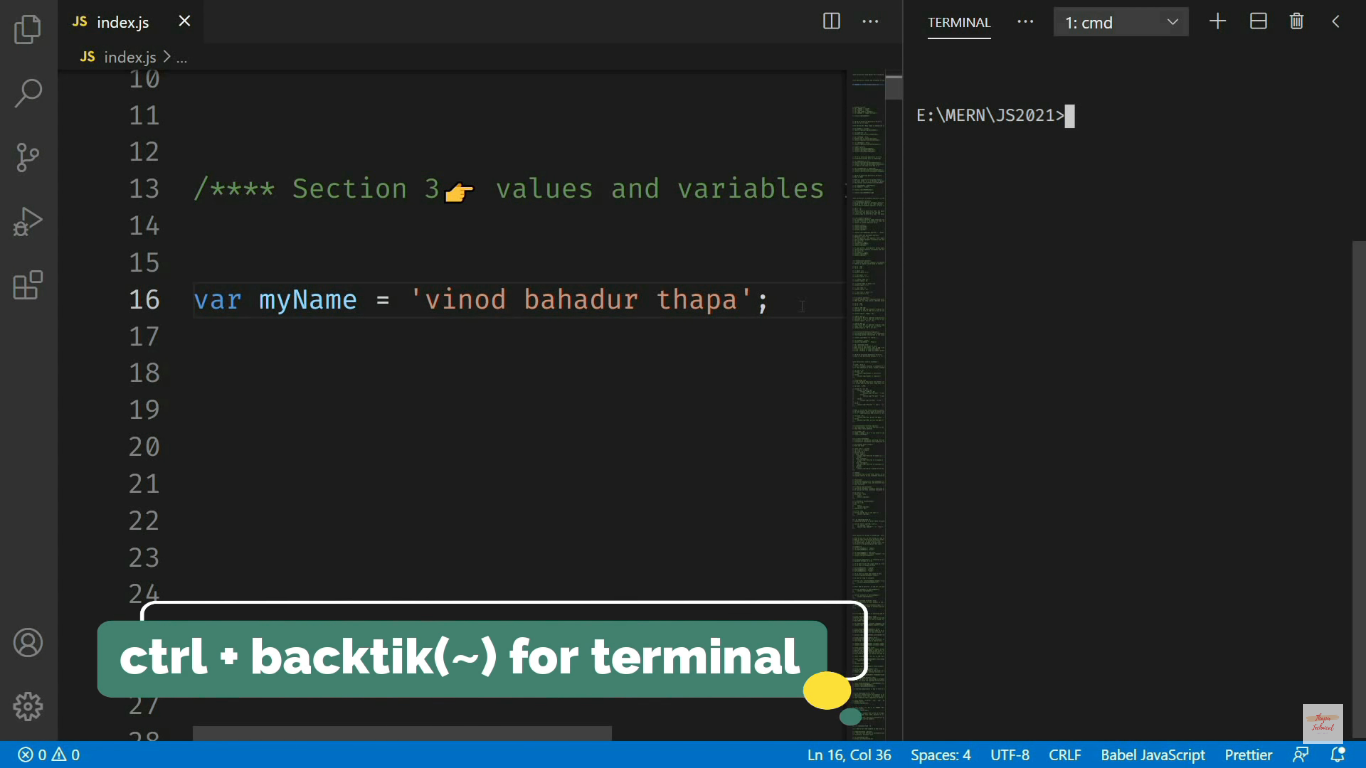 JS index.js
TERMINAL
1: cmd
JS index.js > ...
10
11
E:\MERN\JS2021>
12
13 /**** Section 3👉 values and variables
14
15
16 var myName = 'vinod bahadur thapa';
17
18
19
20
21
22
23
24
ctrl + backtik(~) for terminal
27
28
0 0
Ln 16, Col 36 Spaces: 4 UTF-8 CRLF Babel JavaScript Prettier